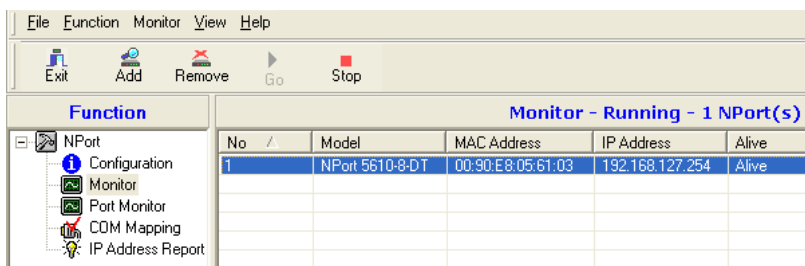 File Function Monitor View Help
Exit Add Remove Go Stop
Function
Monitor - Running - 1 NPort(s)
NPort
Configuration
Monitor
Port Monitor
COM Mapping
IP Address Report
No Model MAC Address IP Address Alive
1 NPort 5610-8-DT 00:90:E8:05:61:03 192.168.127.254 Alive